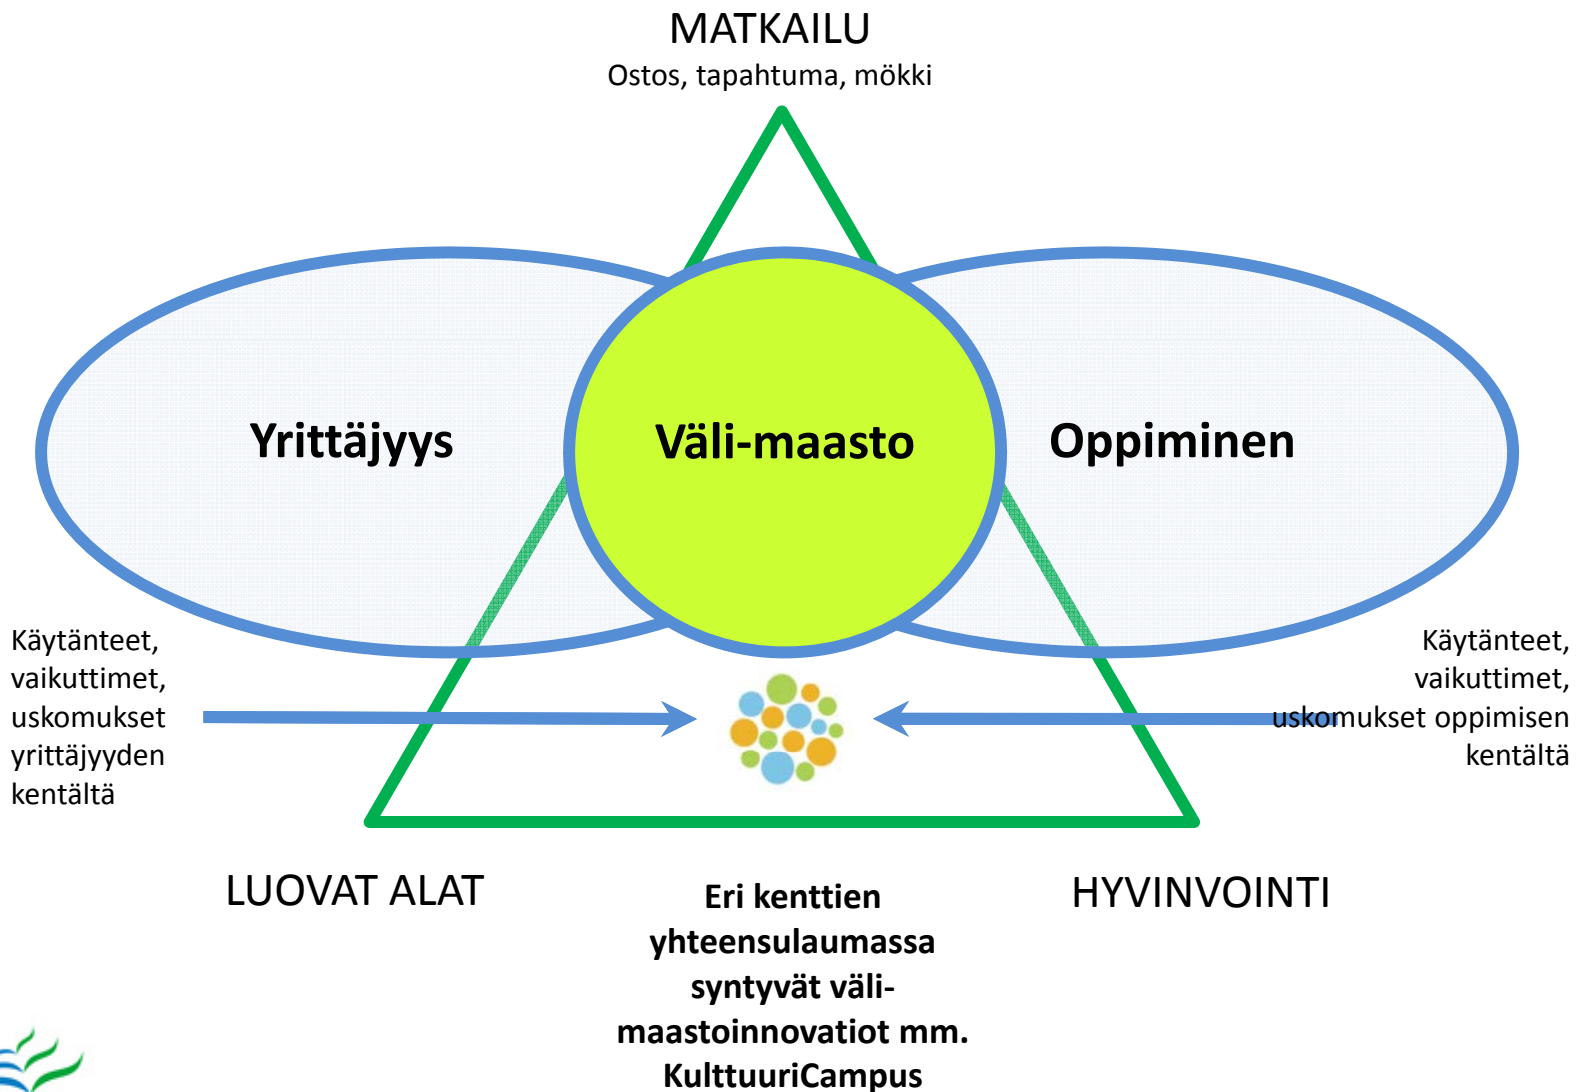 MATKAILU
Ostos, tapahtuma, mökki
Yrittäjyys
Väli-maasto
Oppiminen
Käytänteet,
vaikuttimet,
uskomukset
yrittäjyyden
kentältä
Käytänteet,
vaikuttimet,
uskomukset oppimisen
kentältä
LUOVAT ALAT
HYVINVOINTI
Eri kenttien
yhteensulaumassa
syntyvät väli-
maastoinnovatiot mm.
KulttuuriCampus